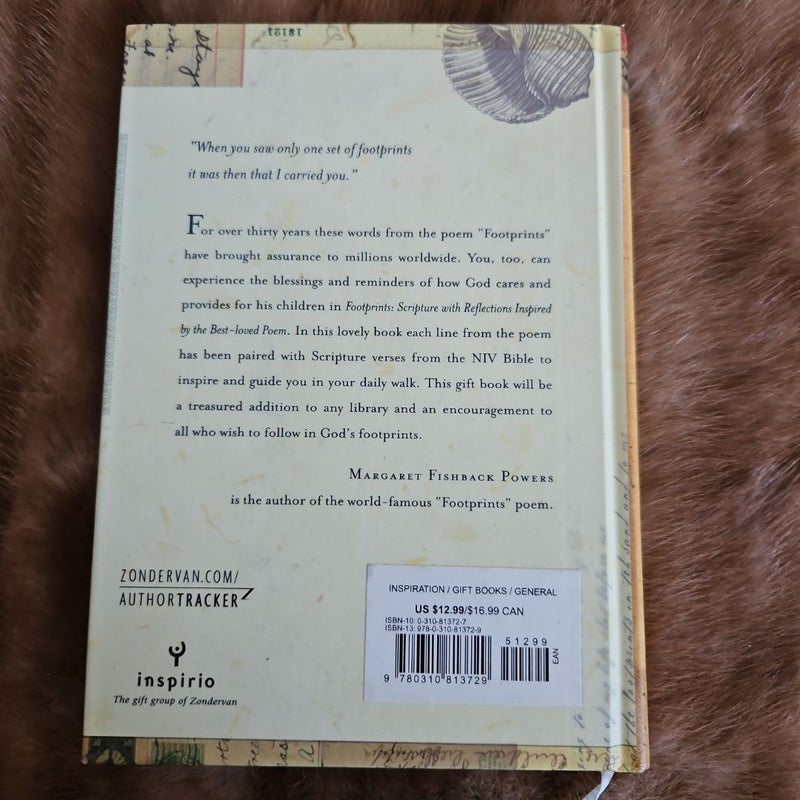 stays
18121
"When you saw only one set of footprints
it was then that I carried you."
For over thirty years these words from the poem "Footprints"
have brought assurance to millions worldwide. You, too, can
experience the blessings and reminders of how God cares and
provides for his children in Footprints: Scripture with Reflections Inspired
by the Best-loved Poem. In this lovely book each line from the poem
has been paired with Scripture verses from the NIV Bible to
inspire and guide you in your daily walk. This gift book will be
a treasured addition to any library and an encouragement to
all who wish to follow in God's footprints.
MARGARET FISHBACK POWERS
is the author of the world-famous "Footprints" poem.
ZONDERVAN.COM/
AUTHORTRACKER
inspirio
The gift group of Zondervan
INSPIRATION / GIFT BOOKS / GENERAL
US $12.99/$16.99 CAN
ISBN-10: 0-310-81372-7
ISBN-13: 978-0-310-81372-9
51299
EAN
9 780310 813729